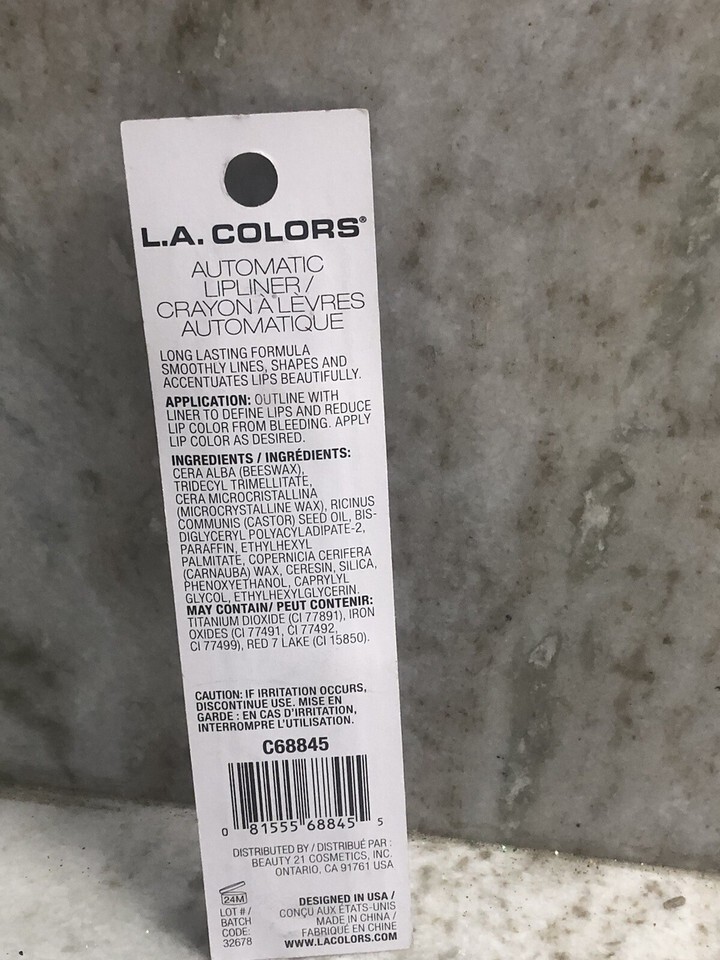 L.A. COLORS®
AUTOMATIC
LIPLINER /
CRAYON À LÈVRES
AUTOMATIQUE
LONG LASTING FORMULA
SMOOTHLY LINES, SHAPES AND
ACCENTUATES LIPS BEAUTIFULLY.
APPLICATION: OUTLINE WITH
LINER TO DEFINE LIPS AND REDUCE
LIP COLOR FROM BLEEDING. APPLY
LIP COLOR AS DESIRED.
INGREDIENTS / INGRÉDIENTS:
CERA ALBA (BEESWAX),
TRIDECYL TRIMELLITATE,
CERA MICROCRISTALLINA
(MICROCRYSTALLINE WAX), RICINUS
COMMUNIS (CASTOR) SEED OIL, BIS-
DIGLYCERYL POLYACYLADIPATE-2,
PARAFFIN, ETHYLHEXYL
PALMITATE, COPERNICIA CERIFERA
(CARNAUBA) WAX, CERESIN, SILICA,
PHENOXYETHANOL, CAPRYLYL
GLYCOL, ETHYLHEXYLGLYCERIN.
MAY CONTAIN/ PEUT CONTENIR:
TITANIUM DIOXIDE (CI 77891), IRON
OXIDES (CI 77491, CI 77492,
CI 77499), RED 7 LAKE (CI 15850).
CAUTION: IF IRRITATION OCCURS,
DISCONTINUE USE. MISE EN
GARDE : EN CAS D'IRRITATION,
INTERROMPRE L'UTILISATION.
C68845
0 81555 68845 5
DISTRIBUTED BY / DISTRIBUÉ PAR :
BEAUTY 21 COSMETICS, INC.
ONTARIO, CA 91761 USA
24M
LOT # /
BATCH
CODE:
32678
DESIGNED IN USA /
CONÇU AUX ÉTATS-UNIS
MADE IN CHINA /
FABRIQUÉ EN CHINE
WWW.LACOLORS.COM